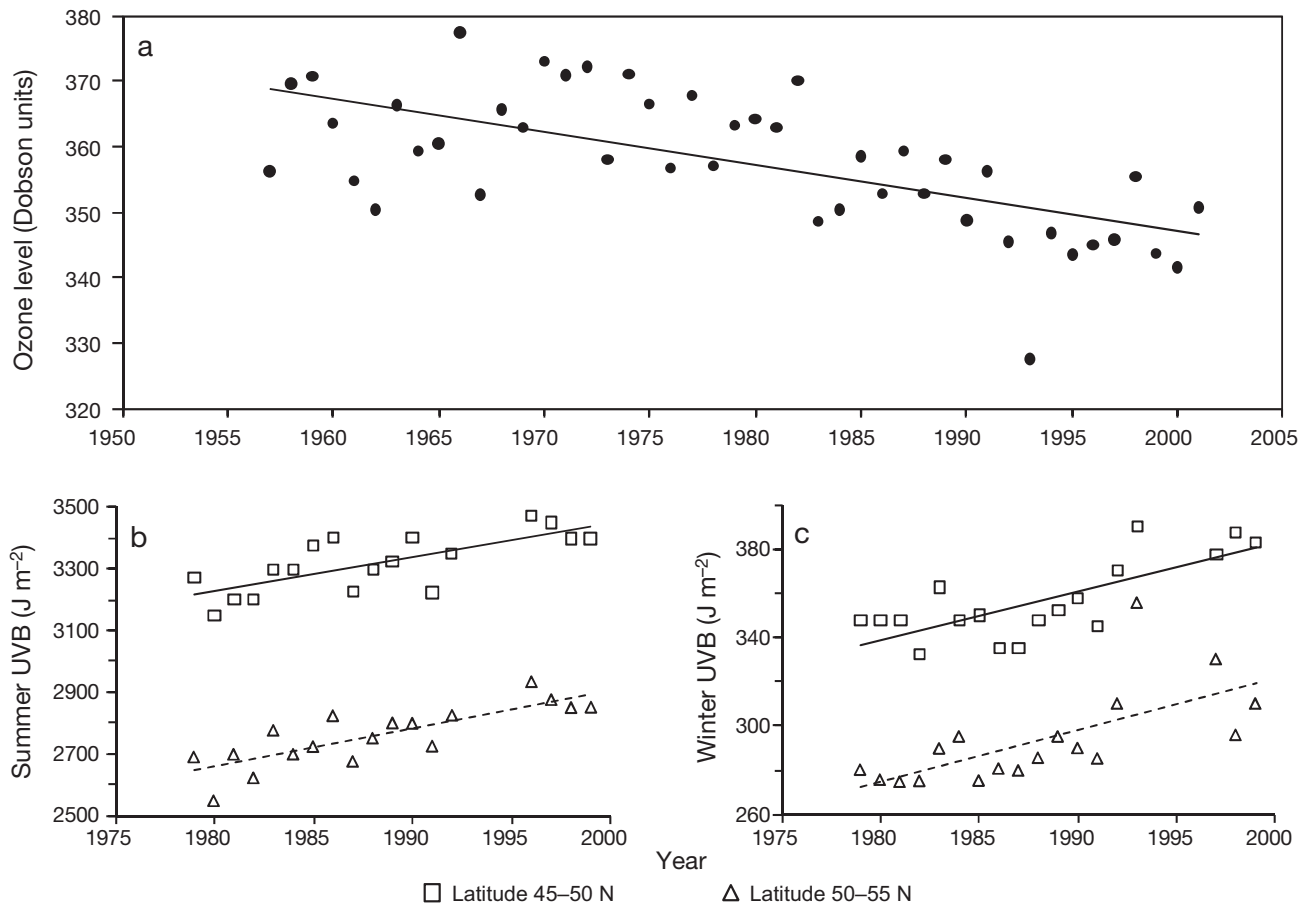 a
Ozone level (Dobson units)
380
370
360
350
340
330
320
1950 1955 1960 1965 1970 1975 1980 1985 1990 1995 2000 2005
b
Summer UVB (J m–2)
3500
3300
3100
2900
2700
2500
1975 1980 1985 1990 1995 2000
c
Winter UVB (J m–2)
380
340
300
260
1975 1980 1985 1990 1995 2000
Year
Latitude 45–50 N Latitude 50–55 N